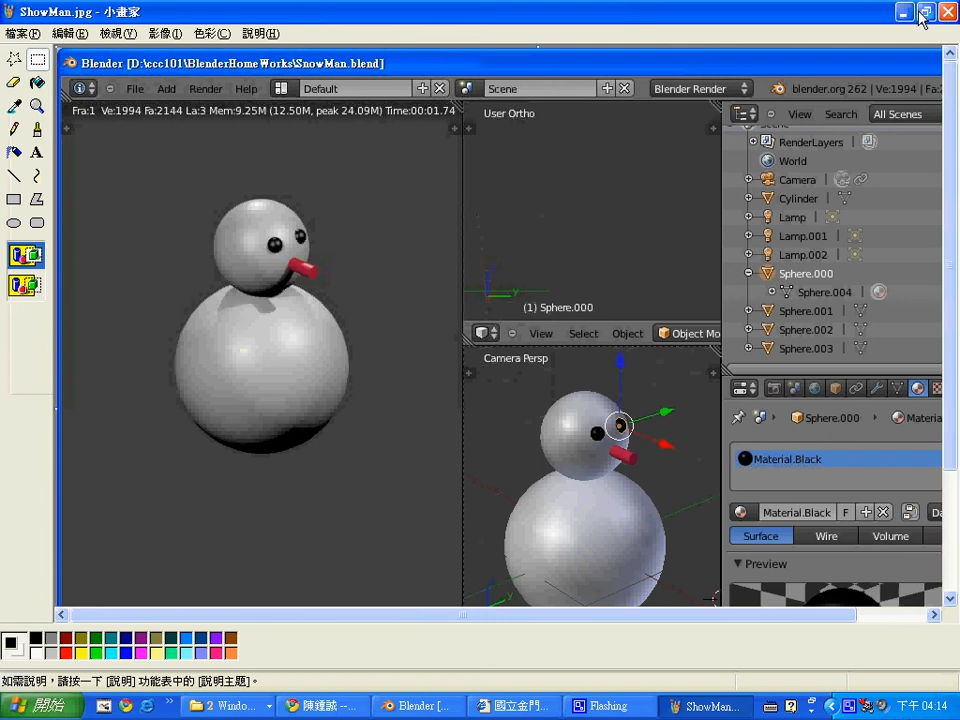 ShowMan.jpg - 小畫家
檔案(F) 編輯(E) 檢視(V) 影像(I) 色彩(C) 說明(H)
Blender [D:\ccc101\BlenderHomeWorks\SnowMan.blend]
File Add Render Help Default Scene Blender Render blender.org 262 | Ve:1994 | Fa:2
Fra:1 Ve:1994 Fa:2144 La:3 Mem:9.25M (12.50M, peak 24.09M) Time:00:01.74
User Ortho
(1) Sphere.000
View Select Object Object Mo
Camera Persp
View Search All Scenes
RenderLayers
World
Camera
Cylinder
Lamp
Lamp.001
Lamp.002
Sphere.000
Sphere.004
Sphere.001
Sphere.002
Sphere.003
Sphere.000 Materia
Material.Black
Material.Black F Da
Surface Wire Volume
Preview
如需說明，請按一下 [說明] 功能表中的 [說明主題]。
開始 2 Windo... 陳鍾誠 --... Blender [... 國立金門... Flashing ShowMan... 下午 04:14